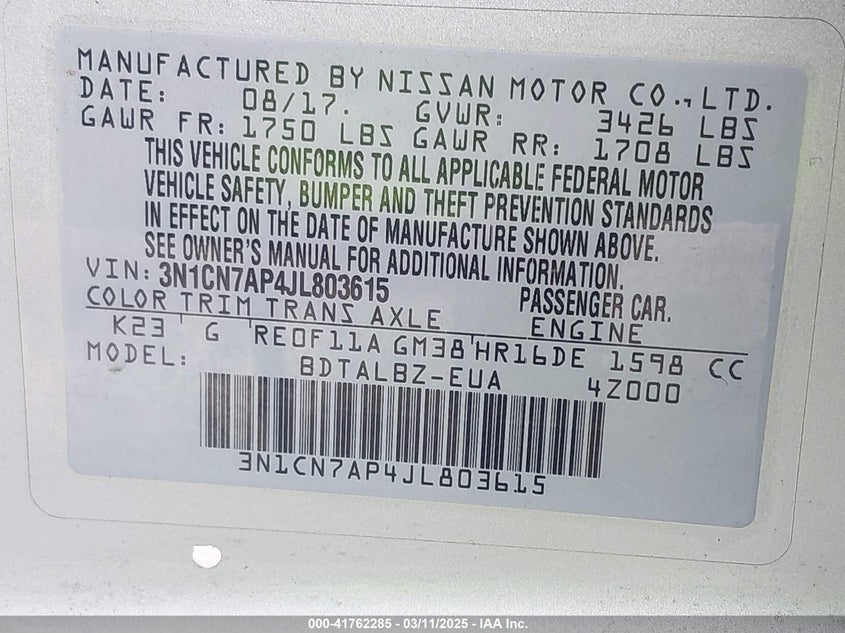 MANUFACTURED BY NISSAN MOTOR CO., LTD.
DATE: 08/17. GVWR: 3426 LBS
GAWR FR: 1750 LBS GAWR RR: 1708 LBS
THIS VEHICLE CONFORMS TO ALL APPLICABLE FEDERAL MOTOR
VEHICLE SAFETY, BUMPER AND THEFT PREVENTION STANDARDS
IN EFFECT ON THE DATE OF MANUFACTURE SHOWN ABOVE.
SEE OWNER'S MANUAL FOR ADDITIONAL INFORMATION.
VIN: 3N1CN7AP4JL803615 PASSENGER CAR.
COLOR TRIM TRANS AXLE ENGINE
K23 G RE0F11A GM38 HR16DE 1598 CC
MODEL: BDTALBZ-EUA 4Z000
3N1CN7AP4JL803615
000-41762285 - 03/11/2025 - IAA Inc.